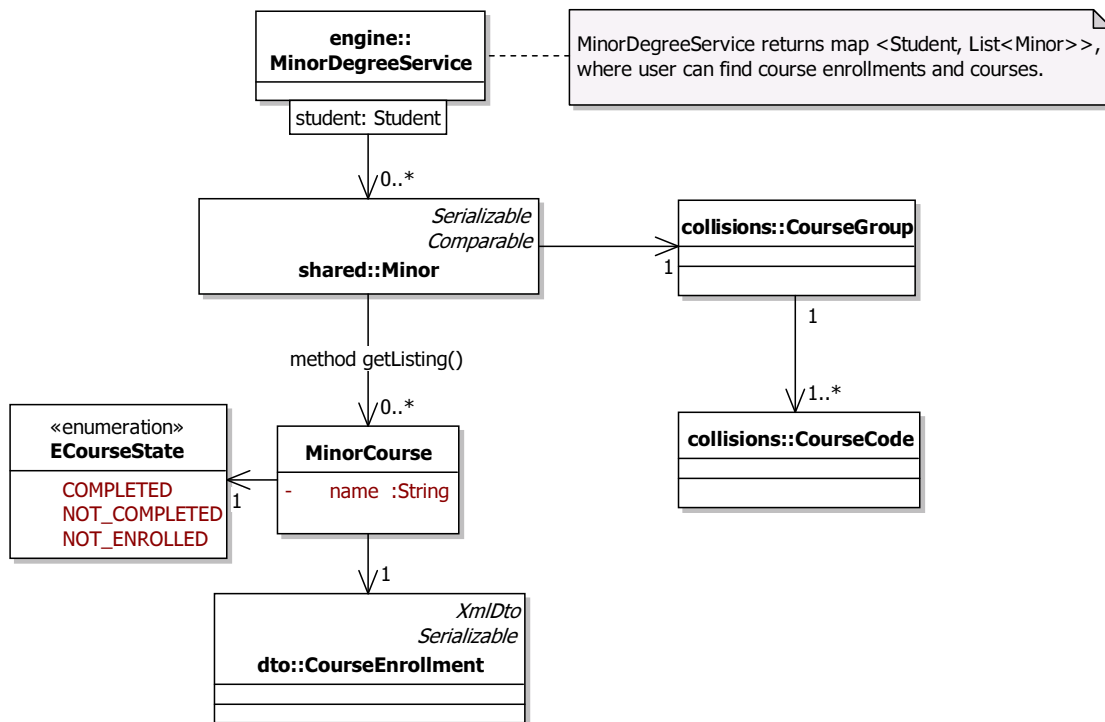 engine::
MinorDegreeService
MinorDegreeService returns map <Student, List<Minor>>,
where user can find course enrollments and courses.
student: Student
0..*
Serializable
Comparable
shared::Minor
1
collisions::CourseGroup
1
method getListing()
0..*
1..*
«enumeration»
ECourseState
COMPLETED
NOT_COMPLETED
NOT_ENROLLED
1
MinorCourse
- name :String
collisions::CourseCode
1
XmlDto
Serializable
dto::CourseEnrollment